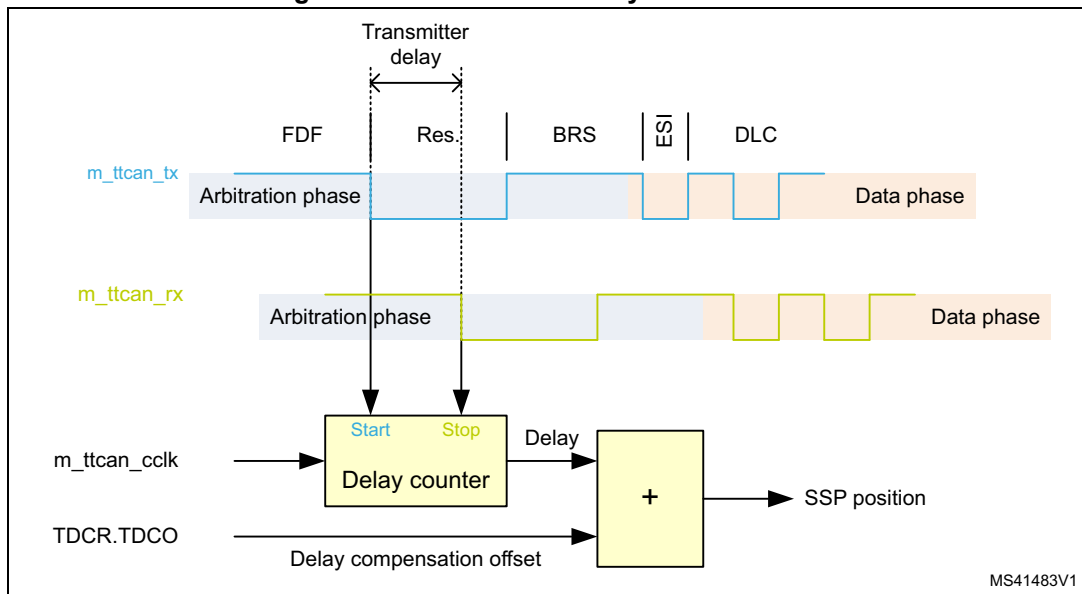 Transmitter
delay
FDF
Res.
BRS
ESI
DLC
m_ttcan_tx
Arbitration phase
Data phase
m_ttcan_rx
Arbitration phase
Data phase
Start
Stop
Delay
m_ttcan_cclk
Delay counter
+
SSP position
TDCR.TDCO
Delay compensation offset
MS41483V1